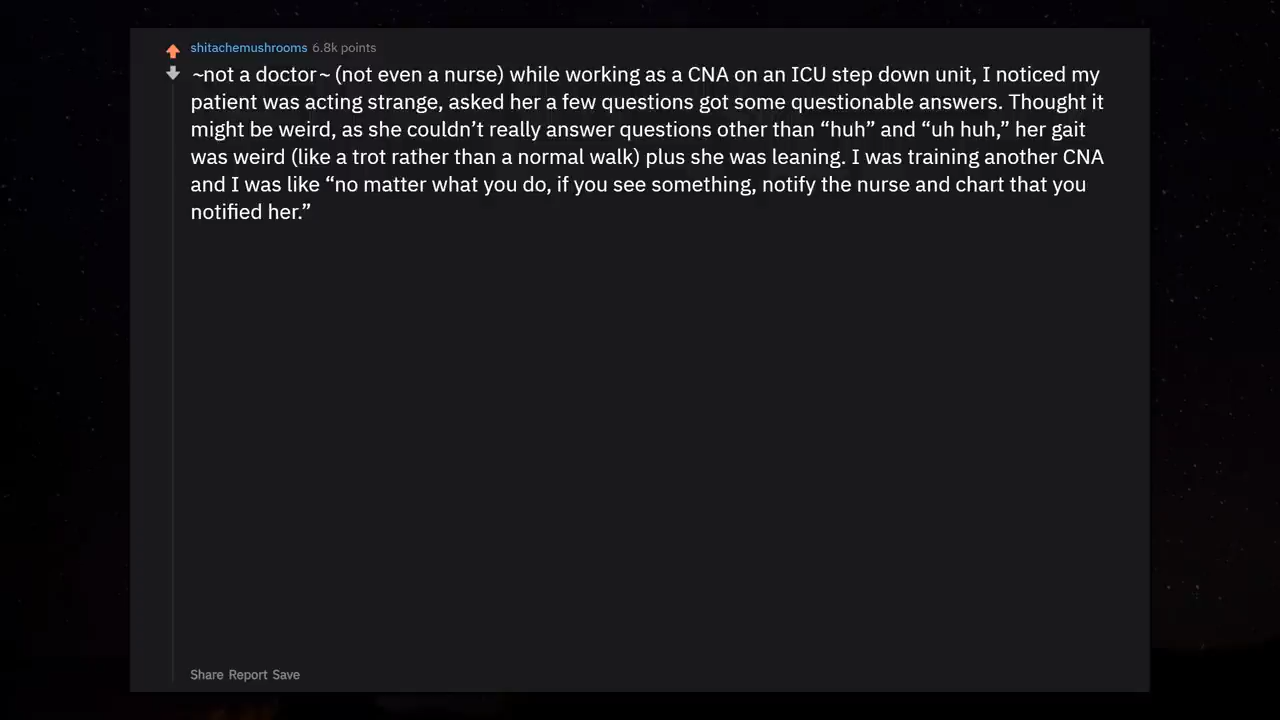 shitachemushrooms 6.8k points
~not a doctor~ (not even a nurse) while working as a CNA on an ICU step down unit, I noticed my
patient was acting strange, asked her a few questions got some questionable answers. Thought it
might be weird, as she couldn’t really answer questions other than “huh” and “uh huh,” her gait
was weird (like a trot rather than a normal walk) plus she was leaning. I was training another CNA
and I was like “no matter what you do, if you see something, notify the nurse and chart that you
notified her.”
Share Report Save